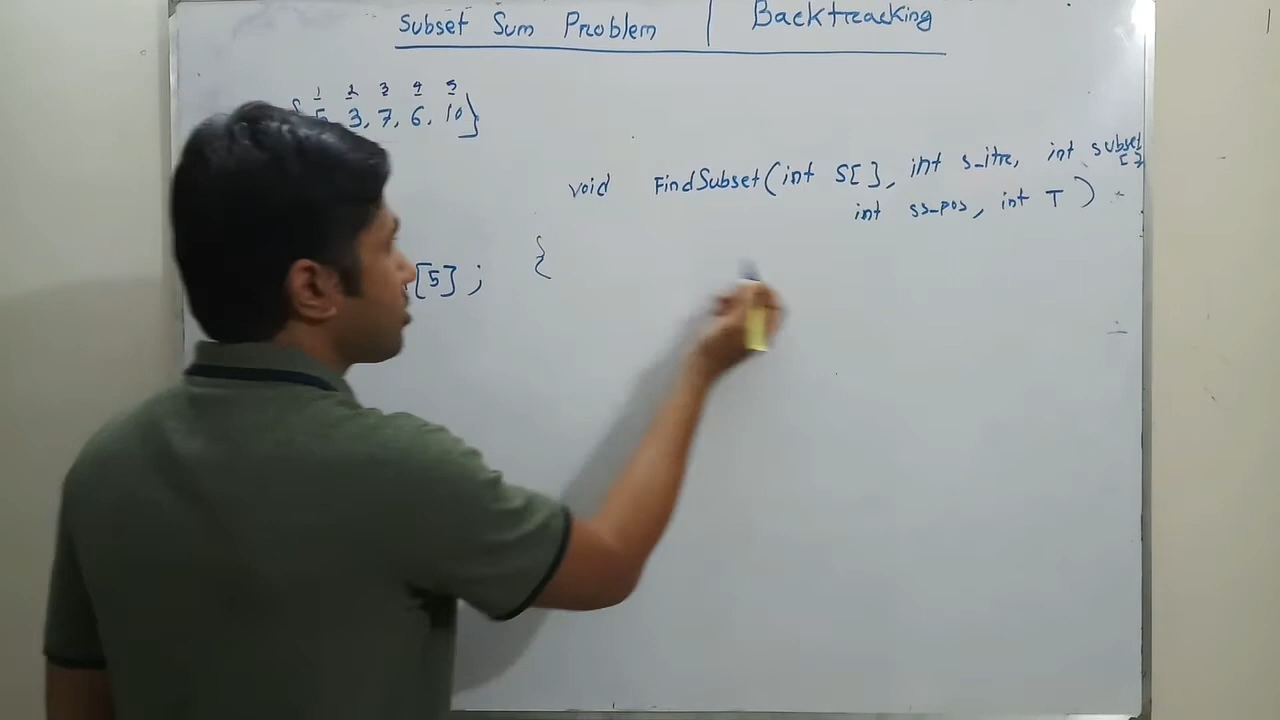 Subset Sum Problem | Backtracking
1 2 3 4 5
{ 5, 3, 7, 6, 10}
void FindSubset(int S[], int s_itr, int subset
[]
int ss_pos, int T )
[5] ;
{